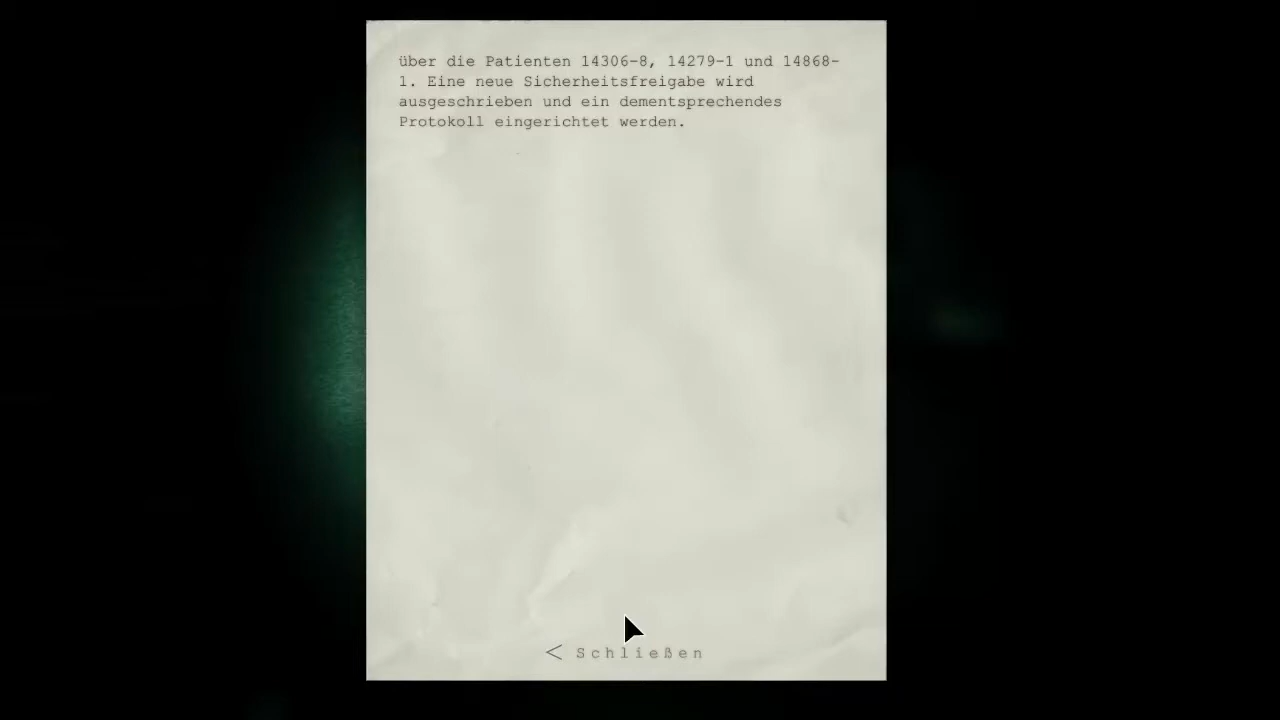 über die Patienten 14306-8, 14279-1 und 14868-
1. Eine neue Sicherheitsfreigabe wird
ausgeschrieben und ein dementsprechendes
Protokoll eingerichtet werden.
< Schließen